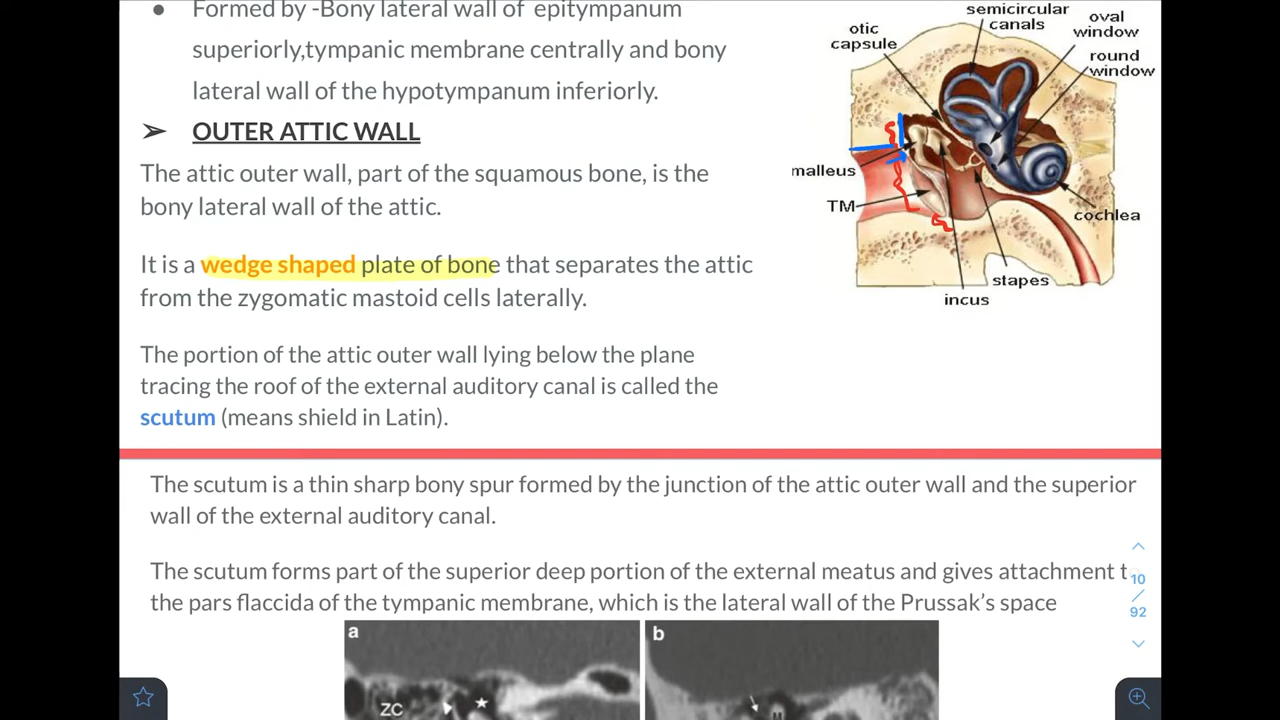 ● Formed by -Bony lateral wall of epitympanum
superiorly,tympanic membrane centrally and bony
lateral wall of the hypotympanum inferiorly.
➢ OUTER ATTIC WALL
The attic outer wall, part of the squamous bone, is the
bony lateral wall of the attic.
It is a wedge shaped plate of bone that separates the attic
from the zygomatic mastoid cells laterally.
The portion of the attic outer wall lying below the plane
tracing the roof of the external auditory canal is called the
scutum (means shield in Latin).
semicircular
canals
oval
window
otic
capsule
round
window
malleus
TM
cochlea
stapes
incus
The scutum is a thin sharp bony spur formed by the junction of the attic outer wall and the superior
wall of the external auditory canal.
The scutum forms part of the superior deep portion of the external meatus and gives attachment t
the pars flaccida of the tympanic membrane, which is the lateral wall of the Prussak's space
10
/
92
a
b
ZC
M